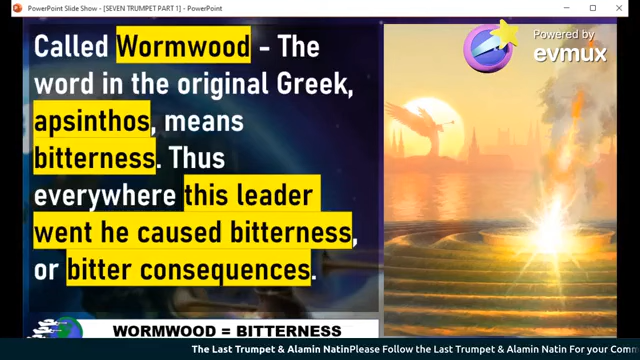 PowerPoint Slide Show - [SEVEN TRUMPET PART 1] - PowerPoint
Called Wormwood - The
word in the original Greek,
apsinthos, means
bitterness. Thus
everywhere this leader
went he caused bitterness,
or bitter consequences.
Powered by
evmux
WORMWOOD = BITTERNESS
The Last Trumpet & Alamin NatinPlease Follow the Last Trumpet & Alamin Natin For your Com